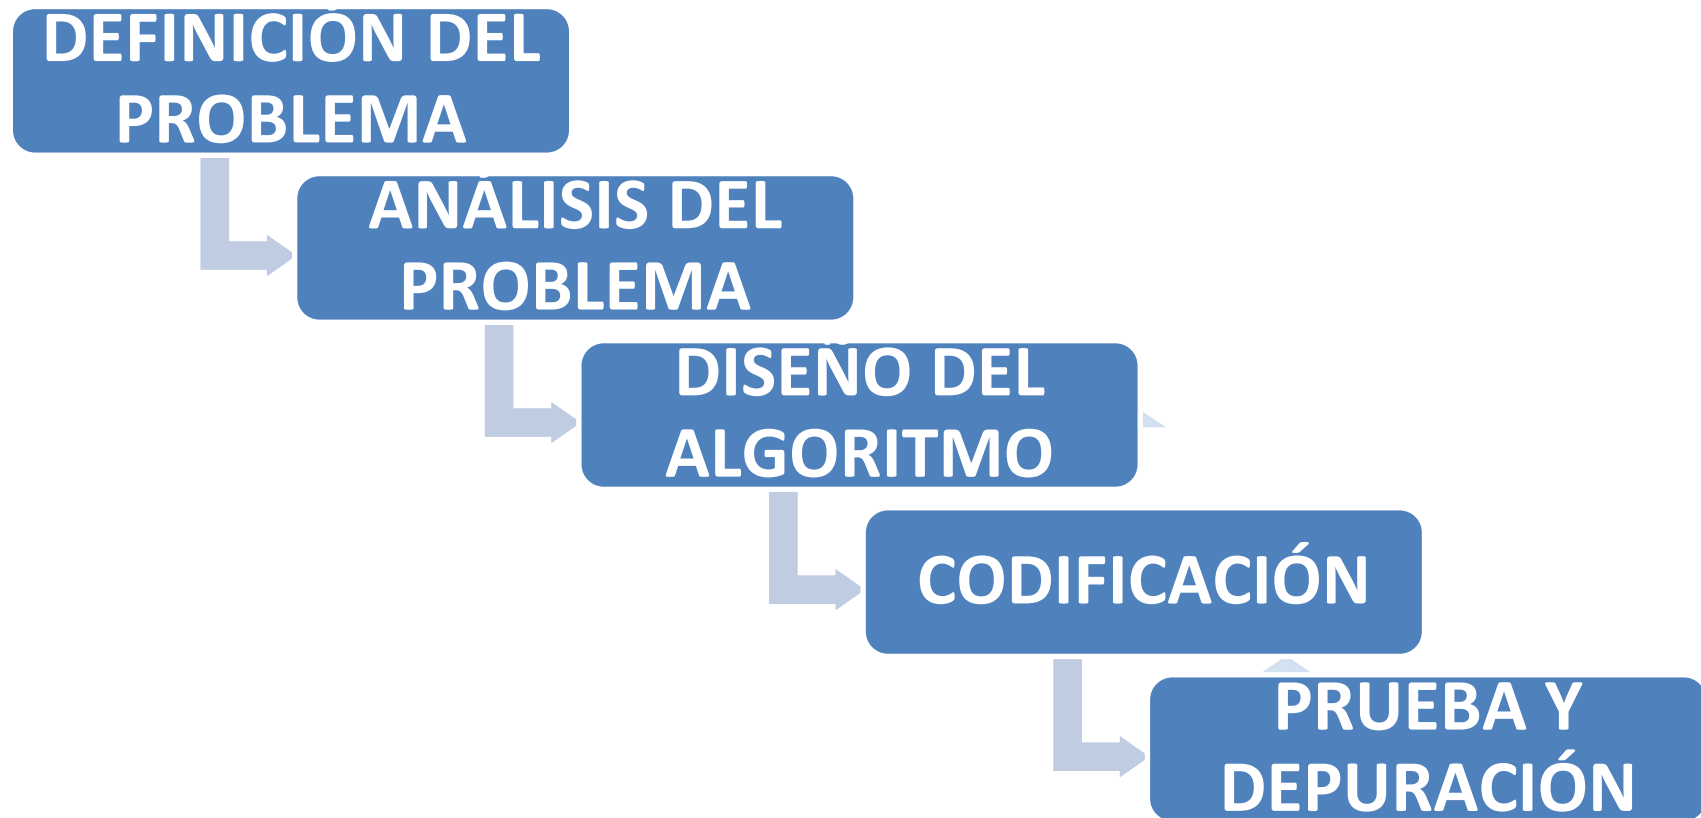 DEFINICIÓN DEL
PROBLEMA
ANÁLISIS DEL
PROBLEMA
DISEÑO DEL
ALGORITMO
CODIFICACIÓN
PRUEBA Y
DEPURACIÓN